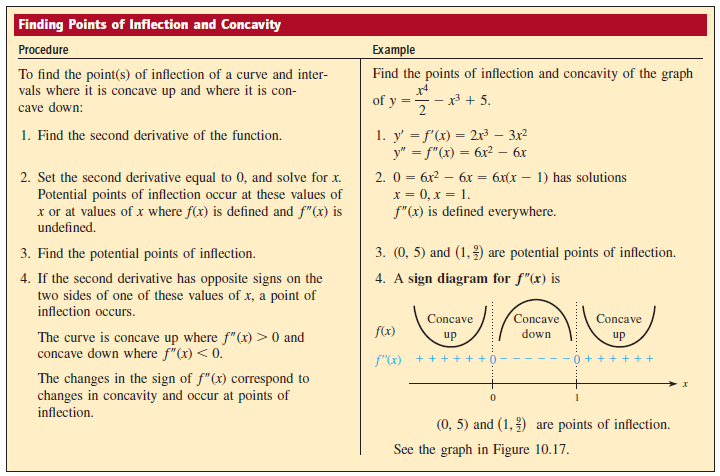 Finding Points of Inflection and Concavity
Procedure
To find the point(s) of inflection of a curve and inter-
vals where it is concave up and where it is con-
cave down:
1. Find the second derivative of the function.
2. Set the second derivative equal to 0, and solve for x.
Potential points of inflection occur at these values of
x or at values of x where f(x) is defined and f″(x) is
undefined.
3. Find the potential points of inflection.
4. If the second derivative has opposite signs on the
two sides of one of these values of x, a point of
inflection occurs.
The curve is concave up where f″(x) > 0 and
concave down where f″(x) < 0.
The changes in the sign of f″(x) correspond to
changes in concavity and occur at points of
inflection.
Example
Find the points of inflection and concavity of the graph
of y = x⁴/2 − x³ + 5.
1. y′ = f′(x) = 2x³ − 3x²
y″ = f″(x) = 6x² − 6x
2. 0 = 6x² − 6x = 6x(x − 1) has solutions
x = 0, x = 1.
f″(x) is defined everywhere.
3. (0, 5) and (1, 9/2) are potential points of inflection.
4. A sign diagram for f″(x) is
Concave Concave Concave
f(x) up down up
f″(x) + + + + + + 0 − − − − − − 0 + + + + + +
x
0 1
(0, 5) and (1, 9/2) are points of inflection.
See the graph in Figure 10.17.